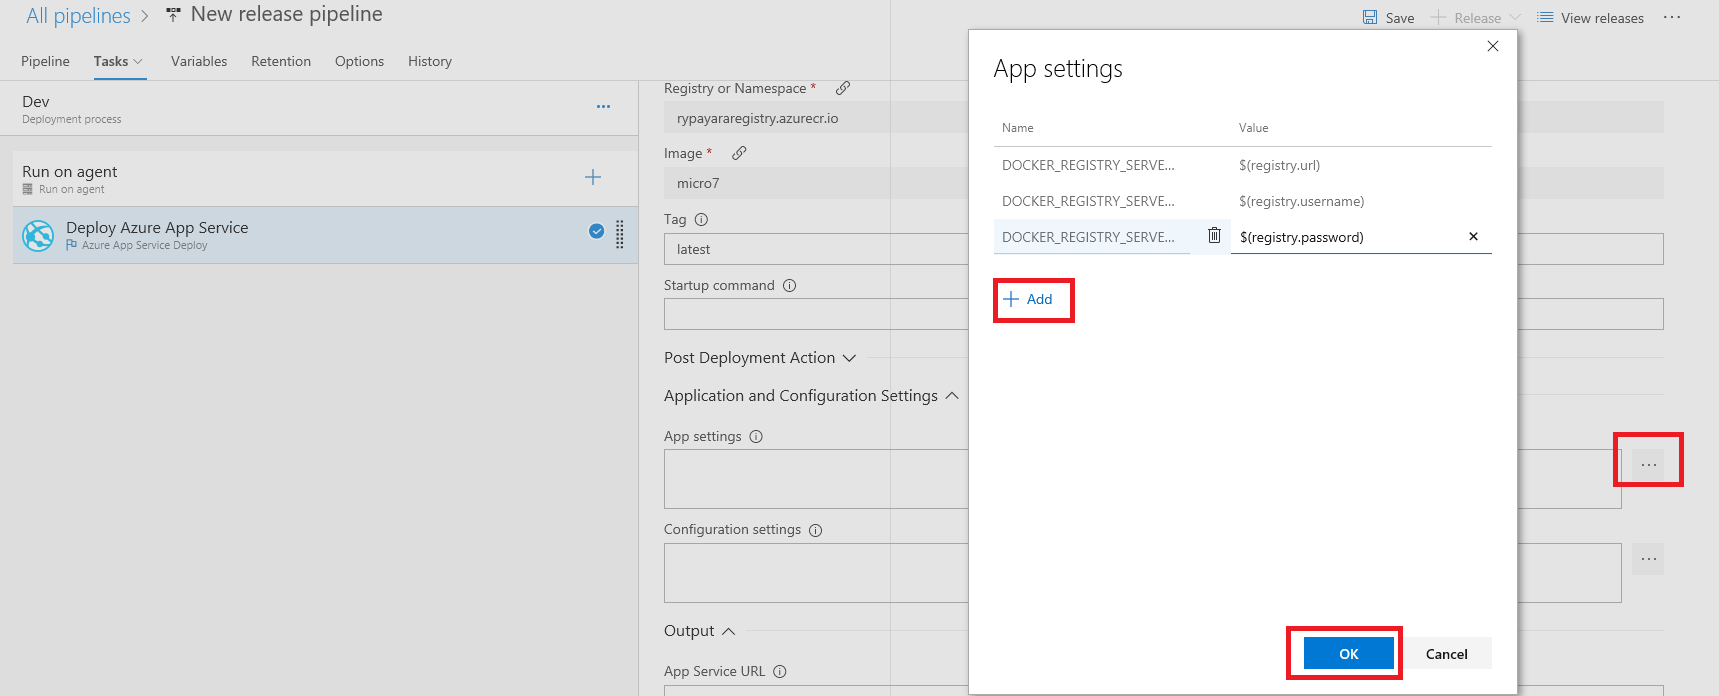 All pipelines > New release pipeline
Save
Release
View releases
...
Pipeline
Tasks
Variables
Retention
Options
History
Dev
...
Deployment process
Run on agent
Run on agent
Deploy Azure App Service
Azure App Service Deploy
Registry or Namespace *
rypayararegistry.azurecr.io
Image *
micro7
Tag
latest
Startup command
Post Deployment Action
Application and Configuration Settings
App settings
...
Configuration settings
...
Output
App Service URL
App settings
Name Value
DOCKER_REGISTRY_SERVE... $(registry.url)
DOCKER_REGISTRY_SERVE... $(registry.username)
DOCKER_REGISTRY_SERVE... $(registry.password)
+ Add
OK
Cancel